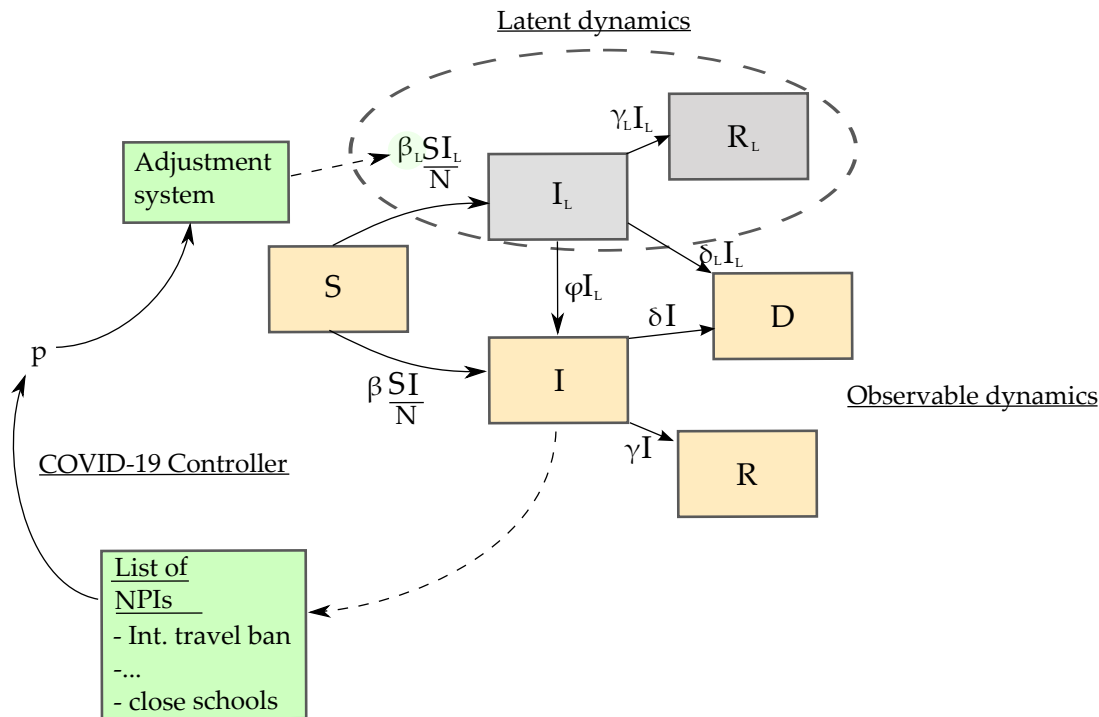 Latent dynamics
γ_L I_L
R_L
β_L SI_L
N
Adjustment
system
I_L
δ_L I_L
S
φI_L
D
δI
p
I
β SI
N
Observable dynamics
γI
R
COVID-19 Controller
List of
NPIs
- Int. travel ban
-...
- close schools